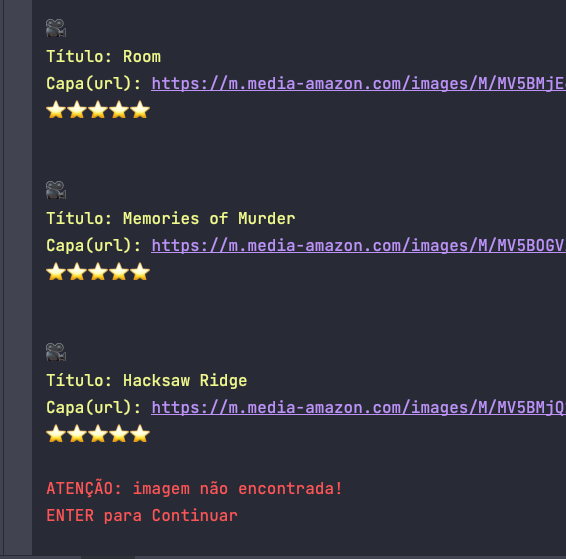 Título: Room
Capa(url): https://m.media-amazon.com/images/M/MV5BMjE
Título: Memories of Murder
Capa(url): https://m.media-amazon.com/images/M/MV5BOGV
Título: Hacksaw Ridge
Capa(url): https://m.media-amazon.com/images/M/MV5BMjQ
ATENÇÃO: imagem não encontrada!
ENTER para Continuar